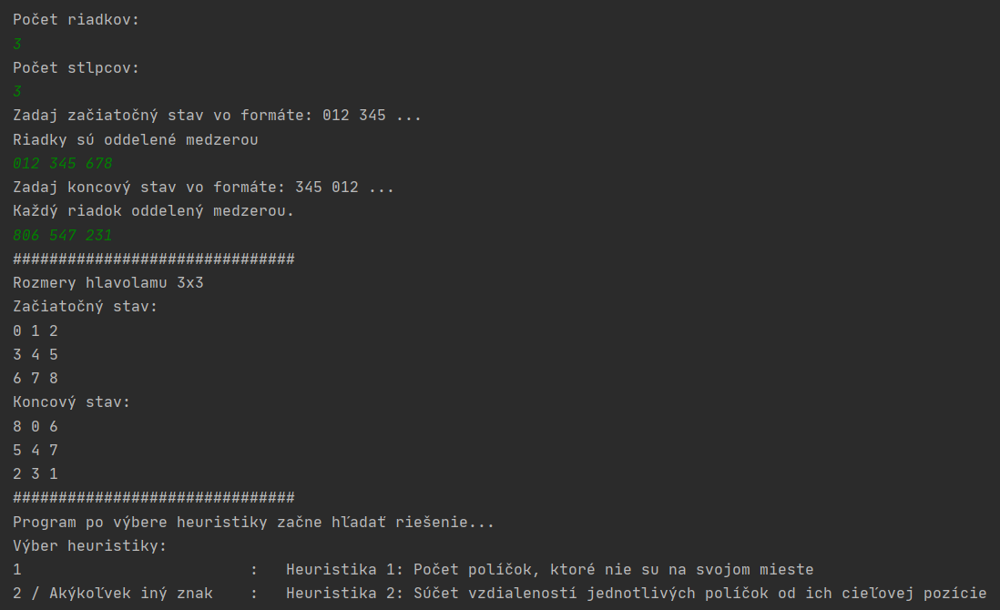 Počet riadkov:
3
Počet stlpcov:
3
Zadaj začiatočný stav vo formáte: 012 345 ...
Riadky sú oddelené medzerou
012 345 678
Zadaj koncový stav vo formáte: 345 012 ...
Každý riadok oddelený medzerou.
806 547 231
###############################
Rozmery hlavolamu 3x3
Začiatočný stav:
0 1 2
3 4 5
6 7 8
Koncový stav:
8 0 6
5 4 7
2 3 1
###############################
Program po výbere heuristiky začne hľadať riešenie...
Výber heuristiky:
1                         :   Heuristika 1: Počet políčok, ktoré nie su na svojom mieste
2 / Akýkoľvek iný znak    :   Heuristika 2: Súčet vzdialeností jednotlivých políčok od ich cieľovej pozície